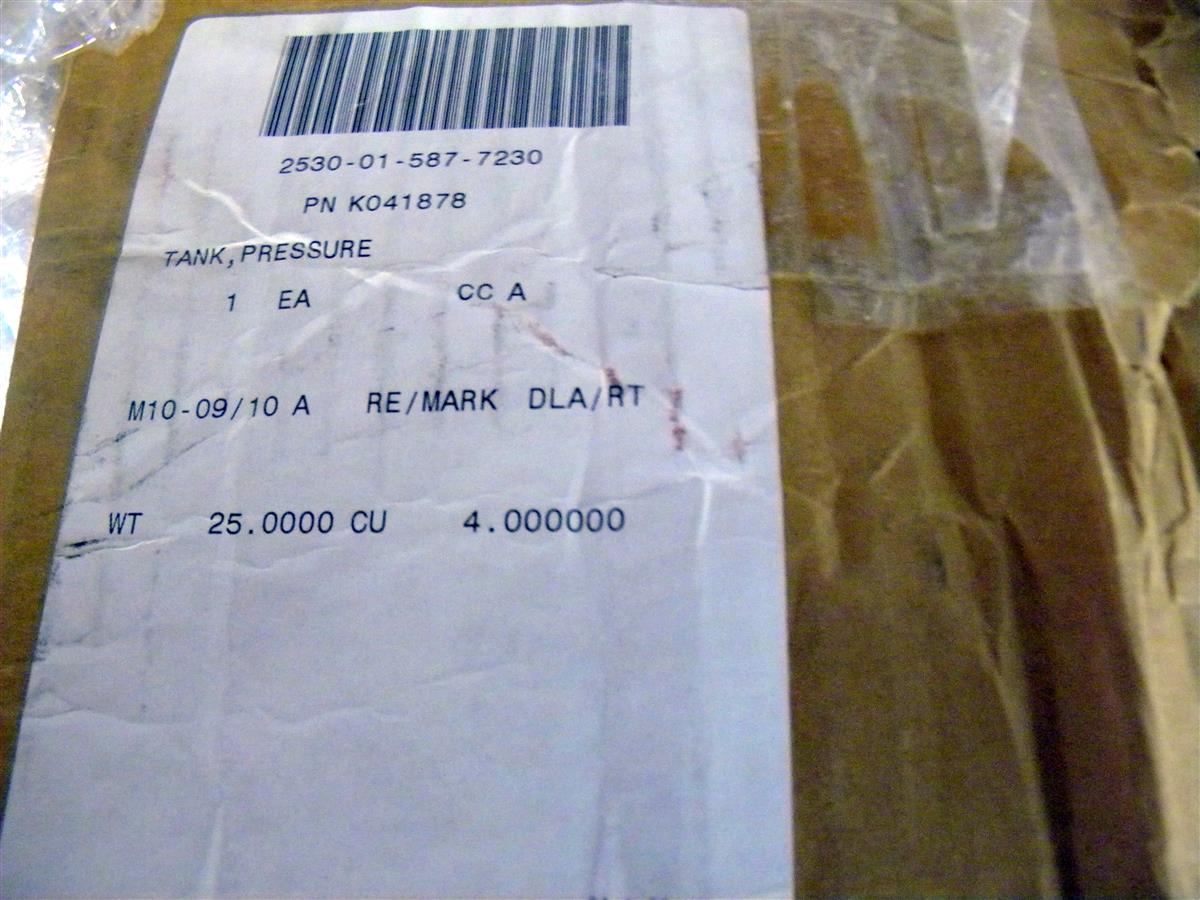 2530-01-587-7230
PN K041878
TANK,PRESSURE
1 EA CC A
M10-09/10 A RE/MARK DLA/RT
WT 25.0000 CU 4.000000